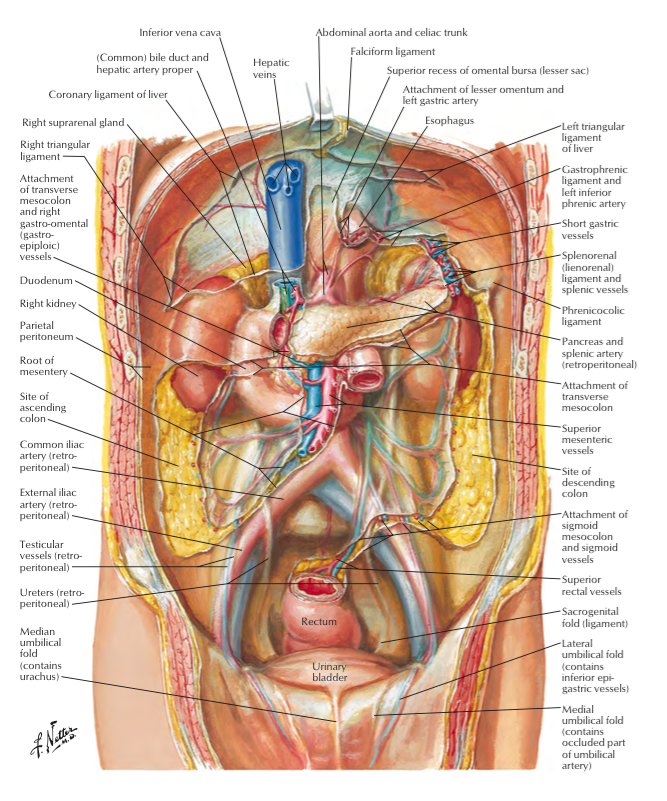 Inferior vena cava
(Common) bile duct and
hepatic artery proper
Hepatic
veins
Coronary ligament of liver
Right suprarenal gland
Right triangular
ligament
Attachment
of transverse
mesocolon
and right
gastro-omental
(gastro-
epiploic)
vessels
Duodenum
Right kidney
Parietal
peritoneum
Root of
mesentery
Site of
ascending
colon
Common iliac
artery (retro-
peritoneal)
External iliac
artery (retro-
peritoneal)
Testicular
vessels (retro-
peritoneal)
Ureters (retro-
peritoneal)
Median
umbilical
fold
(contains
urachus)
Abdominal aorta and celiac trunk
Falciform ligament
Superior recess of omental bursa (lesser sac)
Attachment of lesser omentum and
left gastric artery
Esophagus
Left triangular
ligament
of liver
Gastrophrenic
ligament and
left inferior
phrenic artery
Short gastric
vessels
Splenorenal
(lienorenal)
ligament and
splenic vessels
Phrenicocolic
ligament
Pancreas and
splenic artery
(retroperitoneal)
Attachment of
transverse
mesocolon
Superior
mesenteric
vessels
Site of
descending
colon
Attachment of
sigmoid
mesocolon
and sigmoid
vessels
Superior
rectal vessels
Sacrogenital
fold (ligament)
Lateral
umbilical fold
(contains
inferior epi-
gastric vessels)
Medial
umbilical fold
(contains
occluded part
of umbilical
artery)
Rectum
Urinary
bladder
F. Netter
M.D.